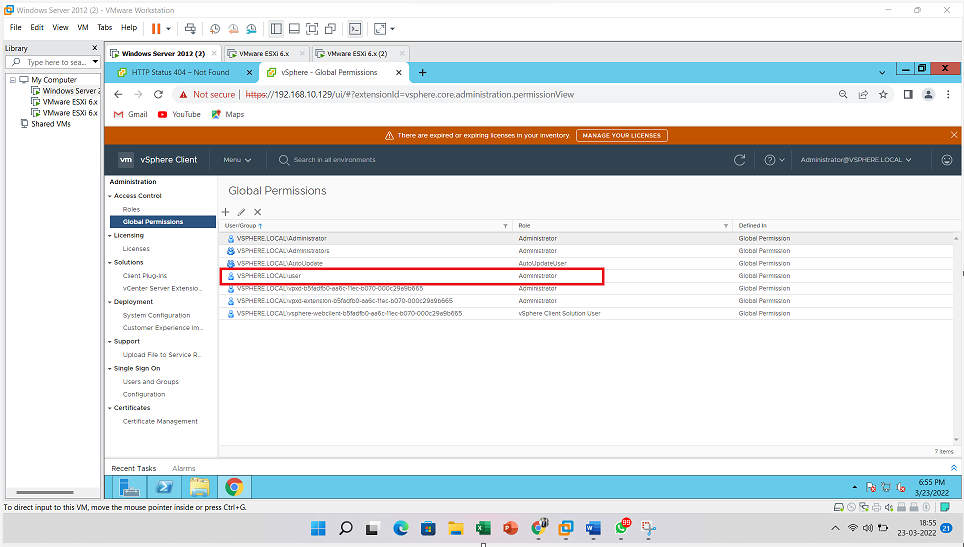 Windows Server 2012 (2) - VMware Workstation
File Edit View VM Tabs Help
Library
Type here to sea...
My Computer
Windows Server 2
VMware ESXi 6.x
VMware ESXi 6.x
Shared VMs
Windows Server 2012 (2)
VMware ESXi 6.x
VMware ESXi 6.x (2)
HTTP Status 404 – Not Found
vSphere - Global Permissions
Not secure
https://192.168.10.129/ui/#?extensionId=vsphere.core.administration.permissionView
Gmail YouTube Maps
There are expired or expiring licenses in your inventory. MANAGE YOUR LICENSES
vm vSphere Client Menu Search in all environments Administrator@VSPHERE.LOCAL
Administration
Access Control
Roles
Global Permissions
Licensing
Licenses
Solutions
Client Plug-Ins
vCenter Server Extensio...
Deployment
System Configuration
Customer Experience Im...
Support
Upload File to Service R...
Single Sign On
Users and Groups
Configuration
Certificates
Certificate Management
Global Permissions
User/Group Role Defined In
VSPHERE.LOCAL\Administrator Administrator Global Permission
VSPHERE.LOCAL\Administrators Administrator Global Permission
VSPHERE.LOCAL\AutoUpdate AutoUpdateUser Global Permission
VSPHERE.LOCAL\user Administrator Global Permission
VSPHERE.LOCAL\vpxd-b5fadfb0-aa6c-11ec-b070-000c29a9b665 Administrator Global Permission
VSPHERE.LOCAL\vpxd-extension-b5fadfb0-aa6c-11ec-b070-000c29a9b665 Administrator Global Permission
VSPHERE.LOCAL\vsphere-webclient-b5fadfb0-aa6c-11ec-b070-000c29a9b665 vSphere Client Solution User Global Permission
7 items
Recent Tasks Alarms
6:55 PM
3/23/2022
To direct input to this VM, move the mouse pointer inside or press Ctrl+G.
99
18:55
23-03-2022
21